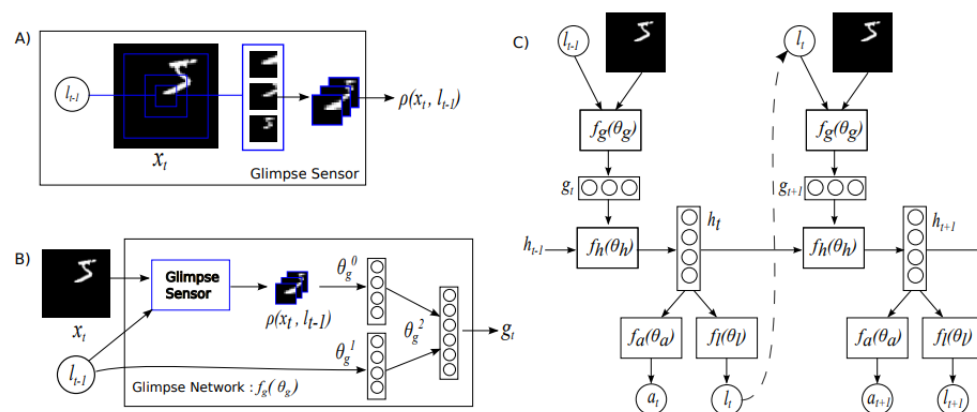 A)
l_{t-1}
x_t
ρ(x_t, l_{t-1})
Glimpse Sensor
B)
x_t
l_{t-1}
Glimpse
Sensor
ρ(x_t, l_{t-1})
θ_g^0
θ_g^1
θ_g^2
g_t
Glimpse Network : f_g( θ_g )
C)
l_{t-1}
l_t
f_g(θ_g)
f_g(θ_g)
g_t
g_{t+1}
h_{t-1}
f_h(θ_h)
h_t
f_h(θ_h)
h_{t+1}
f_a(θ_a)
f_l(θ_l)
f_a(θ_a)
f_l(θ_l)
a_t
l_t
a_{t+1}
l_{t+1}